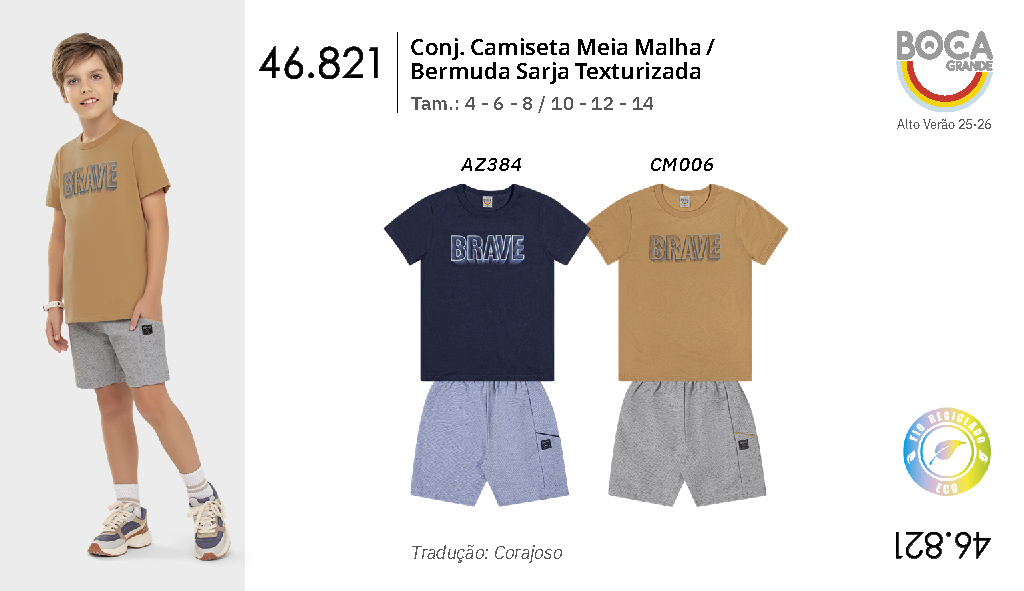 46.821
Conj. Camiseta Meia Malha /
Bermuda Sarja Texturizada
Tam.: 4 - 6 - 8 / 10 - 12 - 14
BOCA
GRANDE
Alto Verão 25-26
AZ384
CM006
BRAVE
BRAVE
BRAVE
FIO RECICLADO
ECO
Tradução: Corajoso
46.821